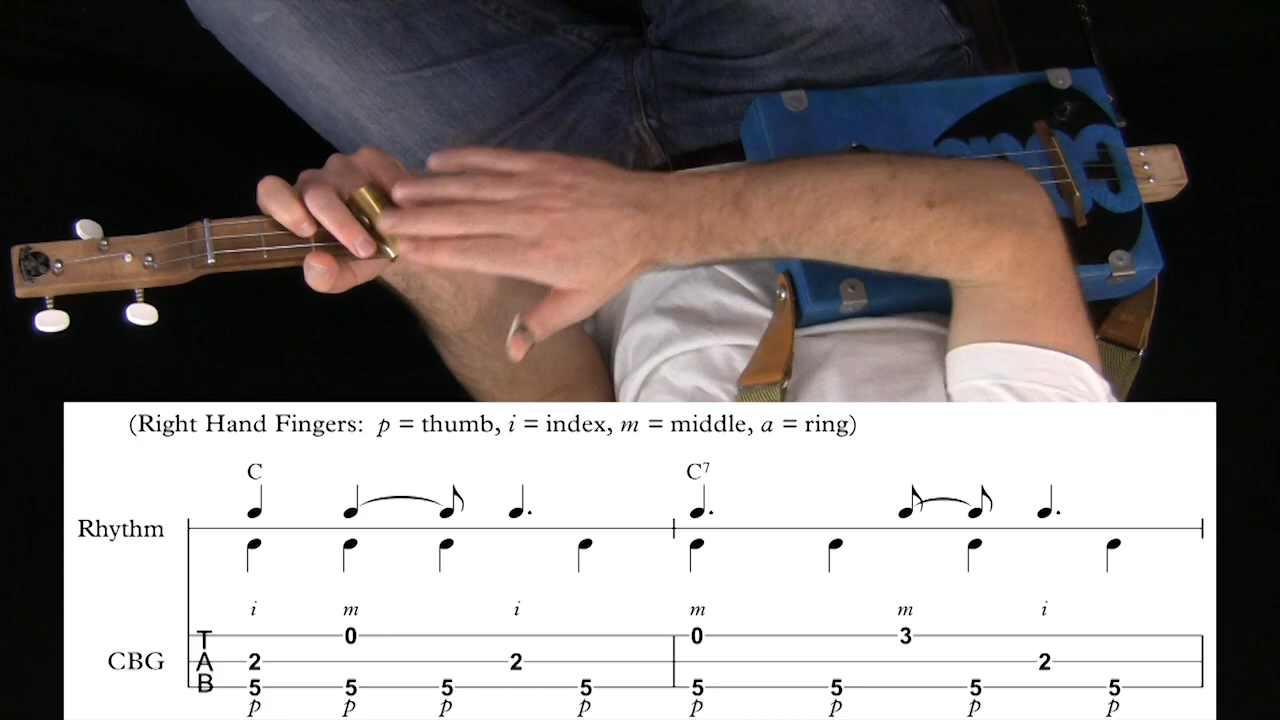 (Right Hand Fingers: p = thumb, i = index, m = middle, a = ring)
C C7
Rhythm
i m i m m i
T 0 0 3
CBG A 2 2 2
B 5 5 5 5 5 5 5 5
p p p p p p p p